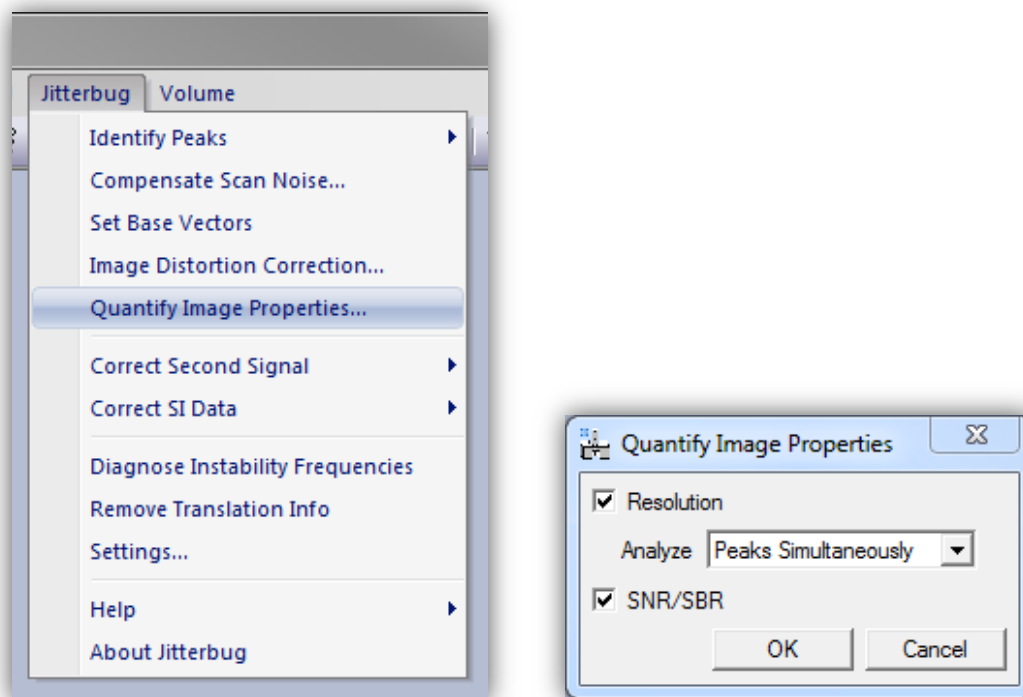 Jitterbug Volume
Identify Peaks
Compensate Scan Noise...
Set Base Vectors
Image Distortion Correction...
Quantify Image Properties...
Correct Second Signal
Correct SI Data
Diagnose Instability Frequencies
Remove Translation Info
Settings...
Help
About Jitterbug
Quantify Image Properties
Resolution
Analyze Peaks Simultaneously
SNR/SBR
OK Cancel